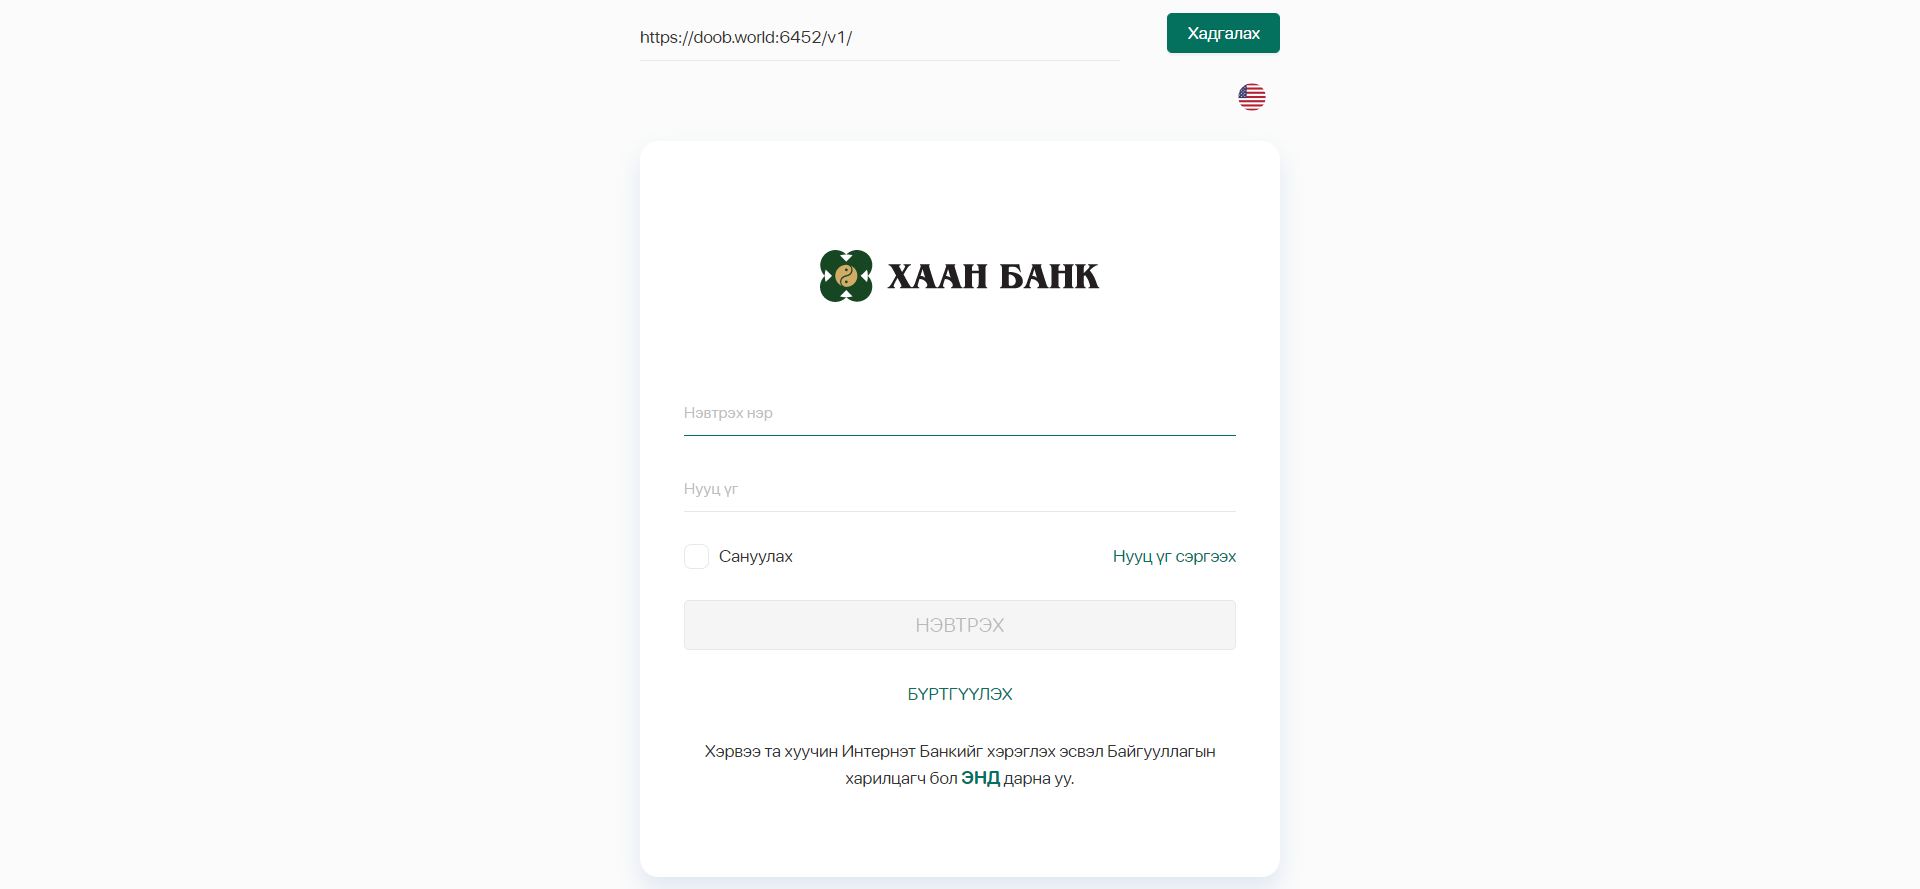 https://doob.world:6452/v1/
Хадгалах
ХААН БАНК
Нэвтрэх нэр
Нууц үг
Сануулах
Нууц үг сэргээх
НЭВТРЭХ
БҮРТГҮҮЛЭХ
Хэрвээ та хуучин Интернэт Банкийг хэрэглэх эсвэл Байгууллагын
харилцагч бол ЭНД дарна уу.